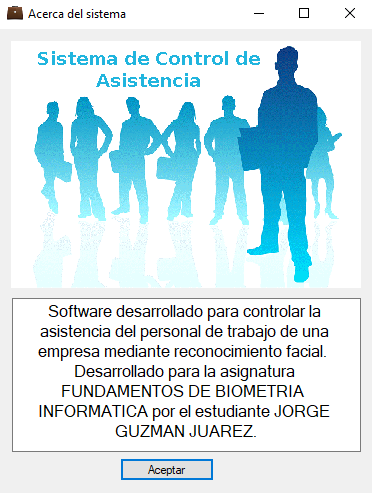 Acerca del sistema
Sistema de Control de
Asistencia
Software desarrollado para controlar la
asistencia del personal de trabajo de una
empresa mediante reconocimiento facial.
Desarrollado para la asignatura
FUNDAMENTOS DE BIOMETRIA
INFORMATICA por el estudiante JORGE
GUZMAN JUAREZ.
Aceptar